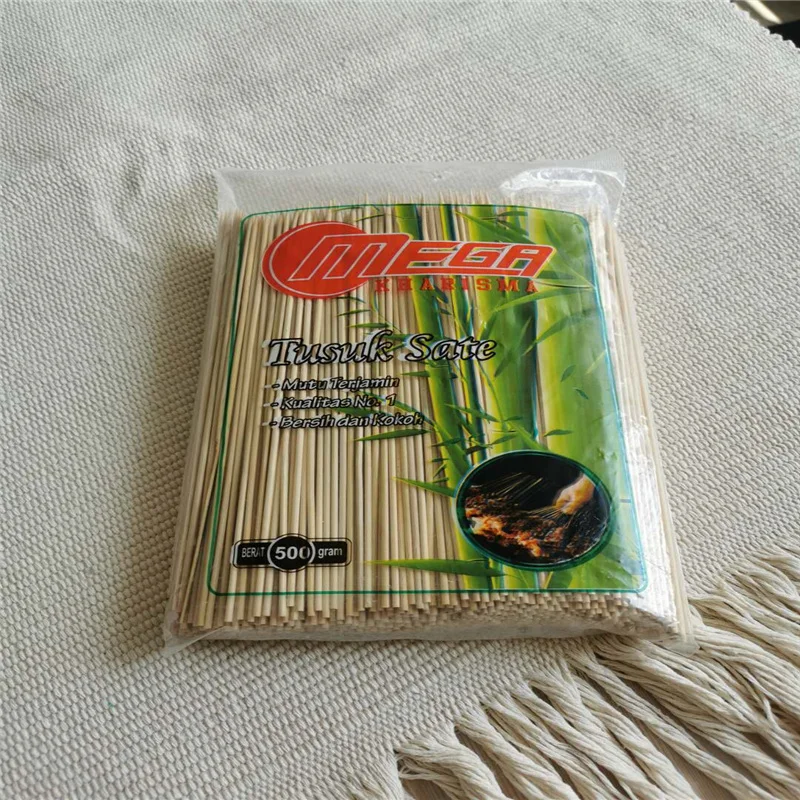 MEGA
KHARISMA
Tusuk Sate
- Mutu Terjamin
- Kualitas No. 1
- Bersih dan Kokoh
BERAT 500 gram